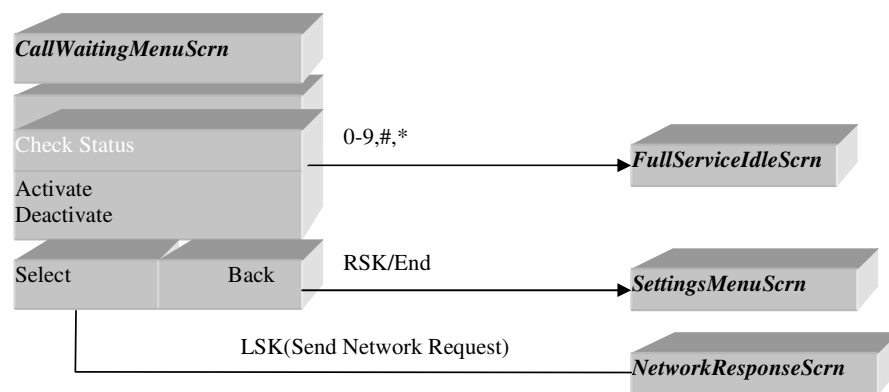 CallWaitingMenuScrn
Check Status
0-9,#,*
FullServiceIdleScrn
Activate
Deactivate
Select
Back
RSK/End
SettingsMenuScrn
LSK(Send Network Request)
NetworkResponseScrn